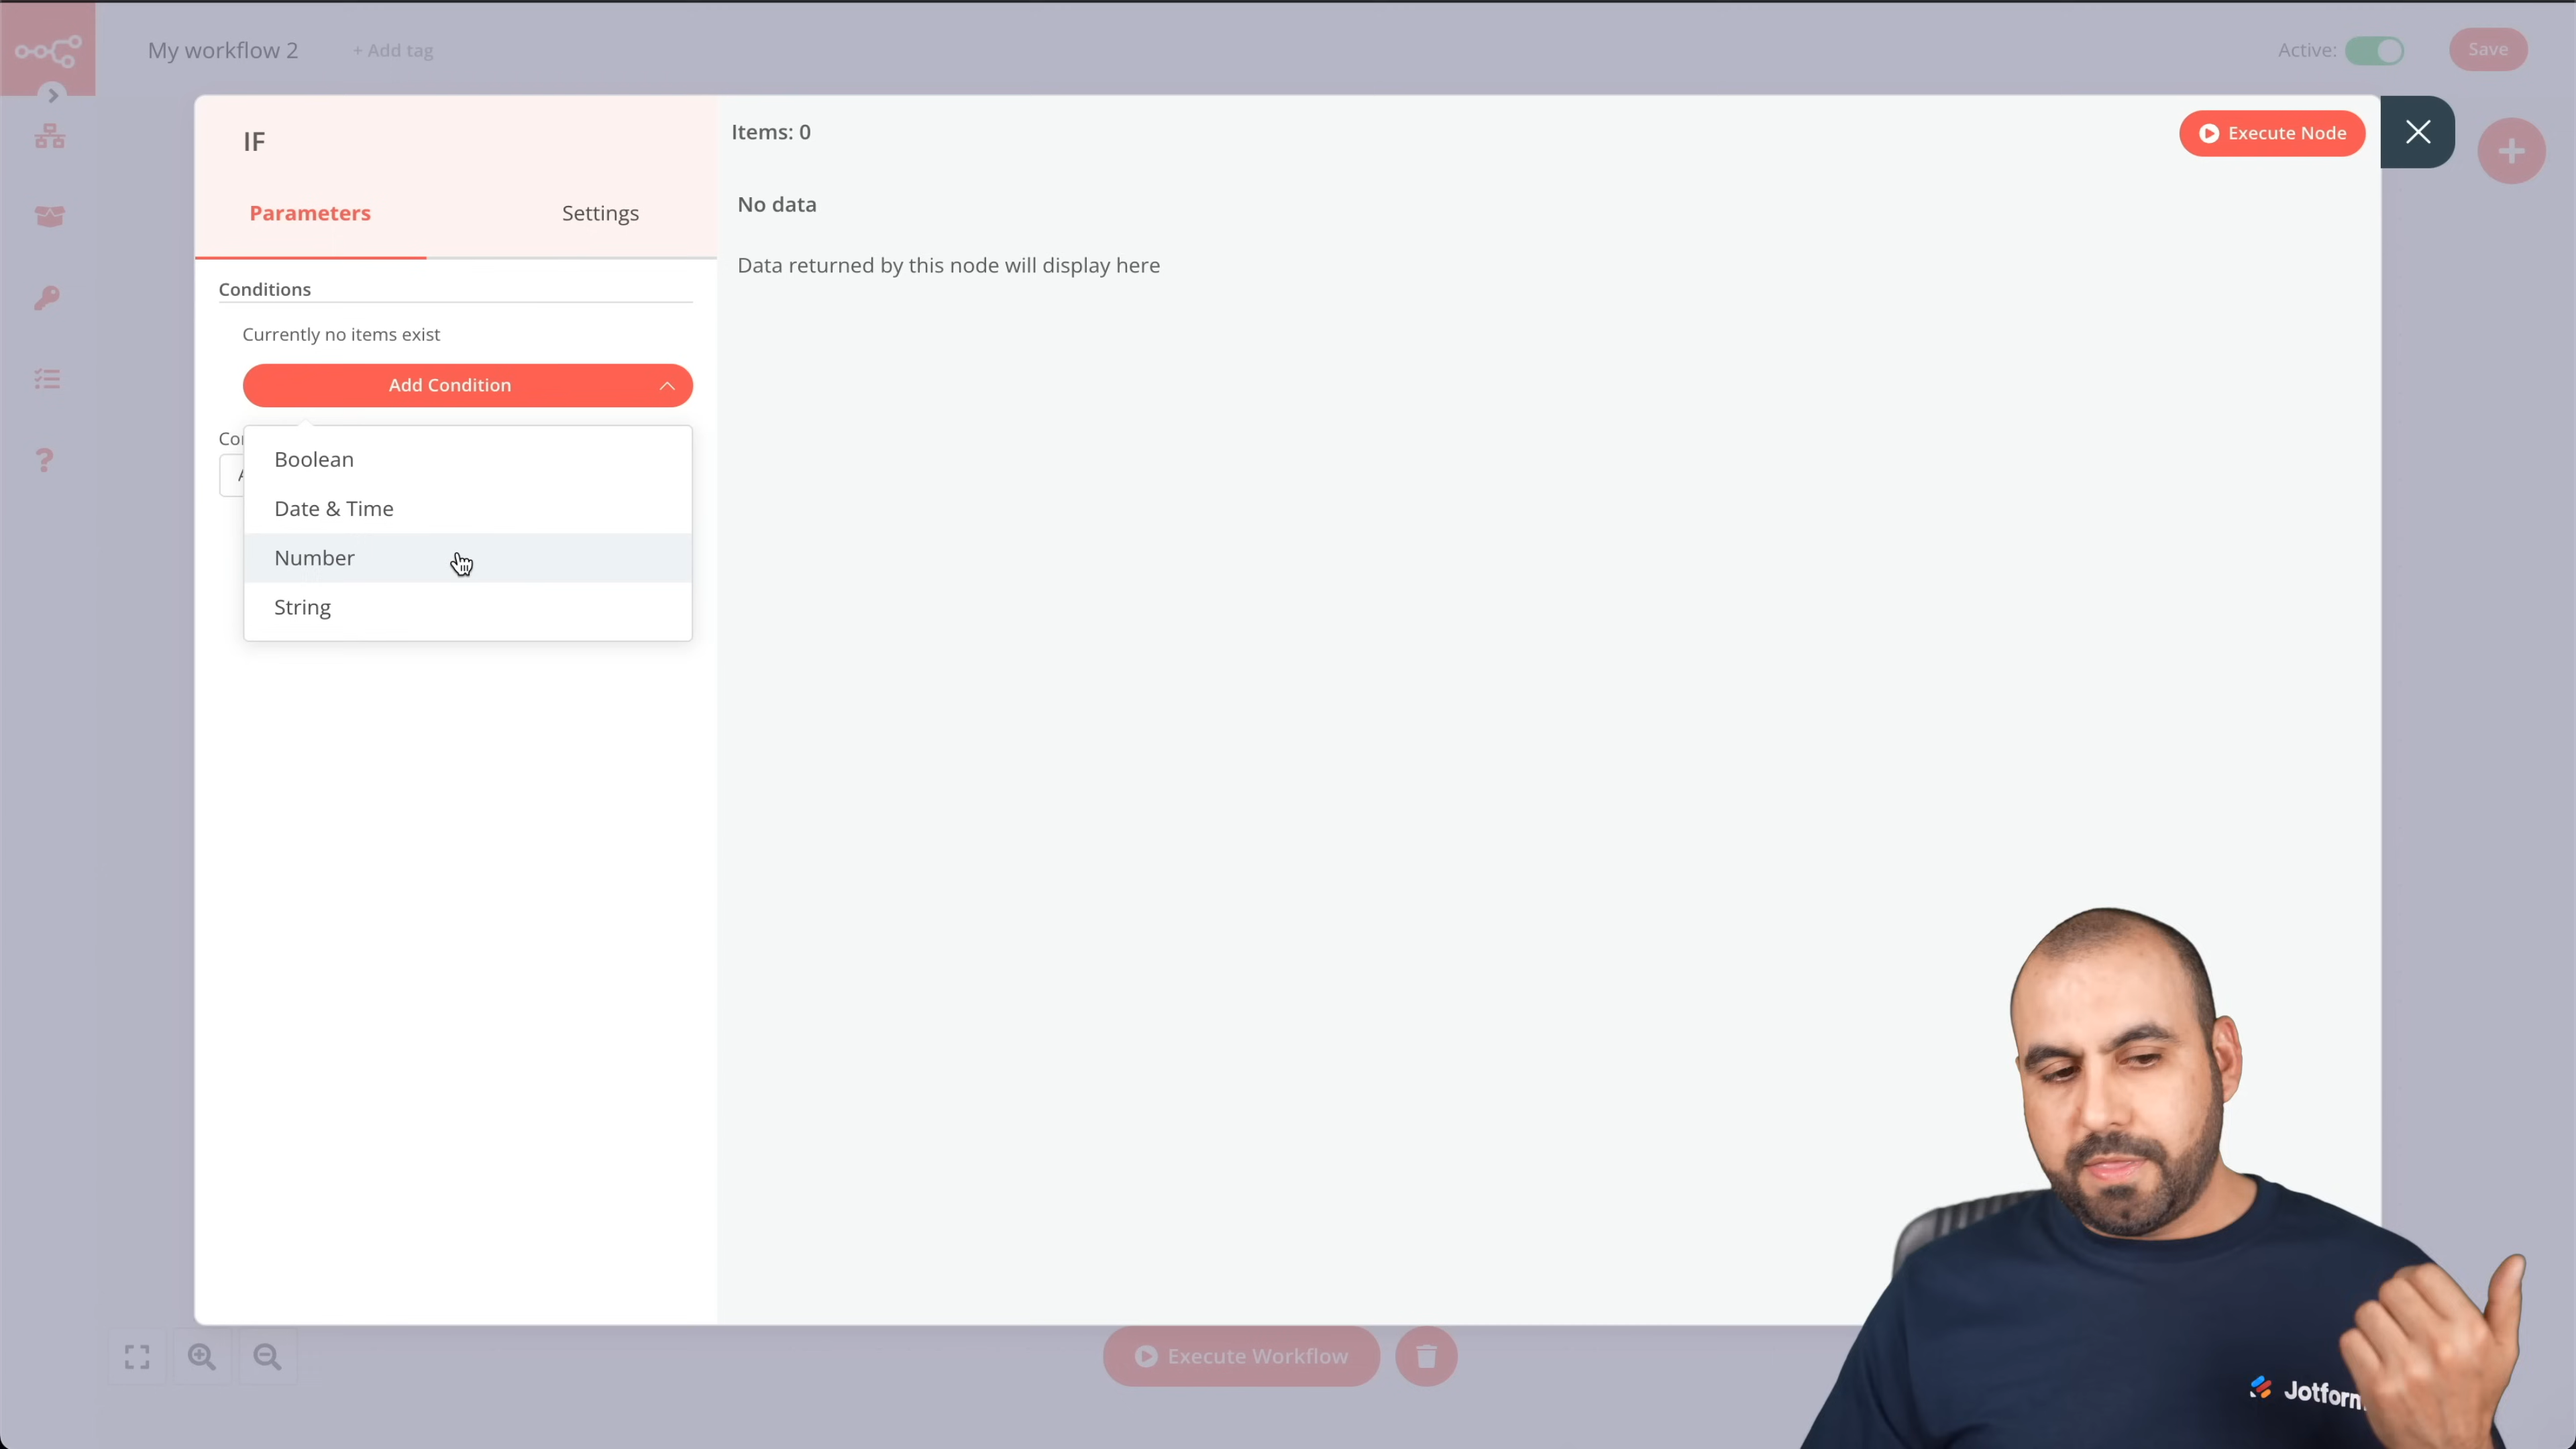 My workflow 2
+ Add tag
Active:
Save
IF
Parameters
Settings
Items: 0
Execute Node
No data
Data returned by this node will display here
Conditions
Currently no items exist
Add Condition
Boolean
Date & Time
Number
String
Execute Workflow
Jotform